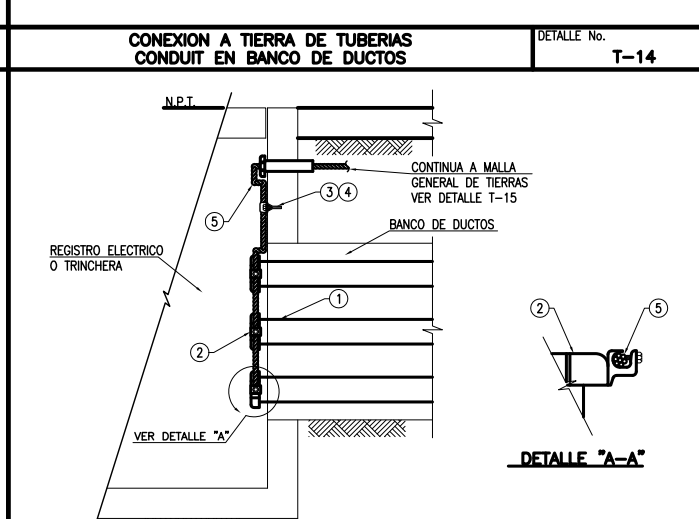 CONEXION A TIERRA DE TUBERIAS
CONDUIT EN BANCO DE DUCTOS
DETALLE No.
T-14
N.P.T.
CONTINUA A MALLA
GENERAL DE TIERRAS
VER DETALLE T-15
3 4
5
BANCO DE DUCTOS
REGISTRO ELECTRICO
O TRINCHERA
1
2
2
5
VER DETALLE "A"
DETALLE "A-A"